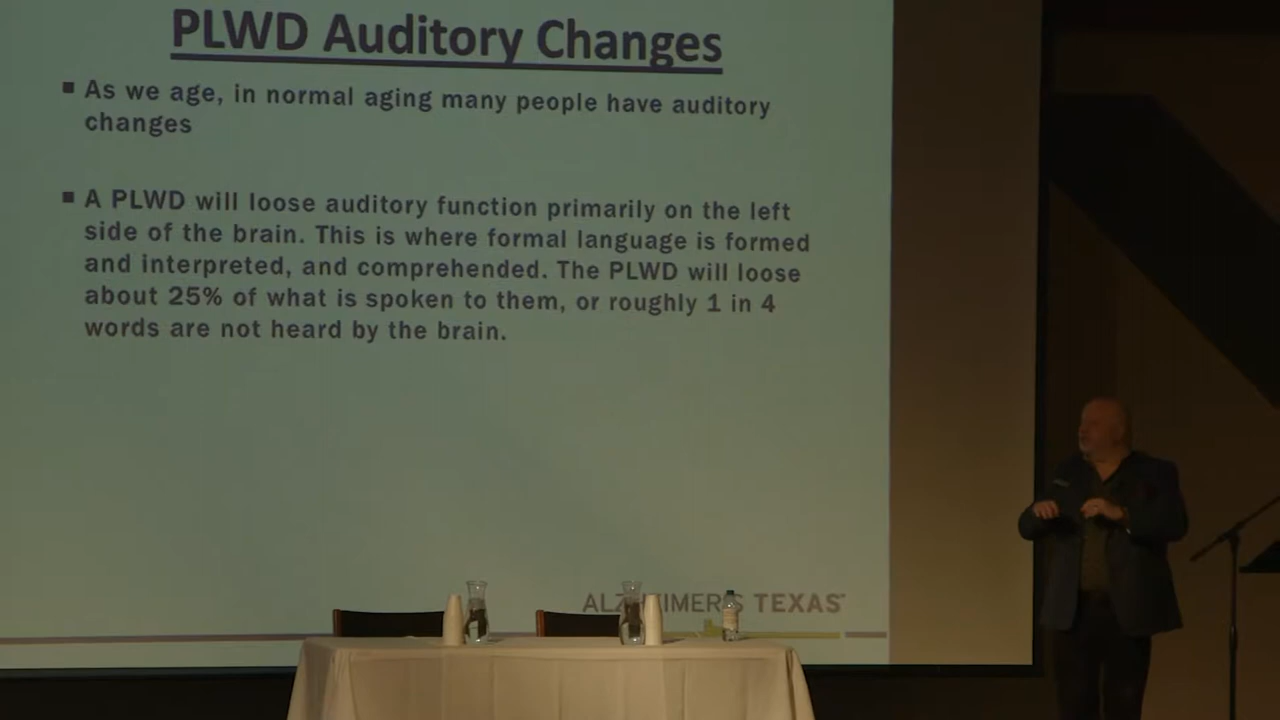 PLWD Auditory Changes
▪ As we age, in normal aging many people have auditory
changes
▪ A PLWD will loose auditory function primarily on the left
side of the brain. This is where formal language is formed
and interpreted, and comprehended. The PLWD will loose
about 25% of what is spoken to them, or roughly 1 in 4
words are not heard by the brain.
TEXAS